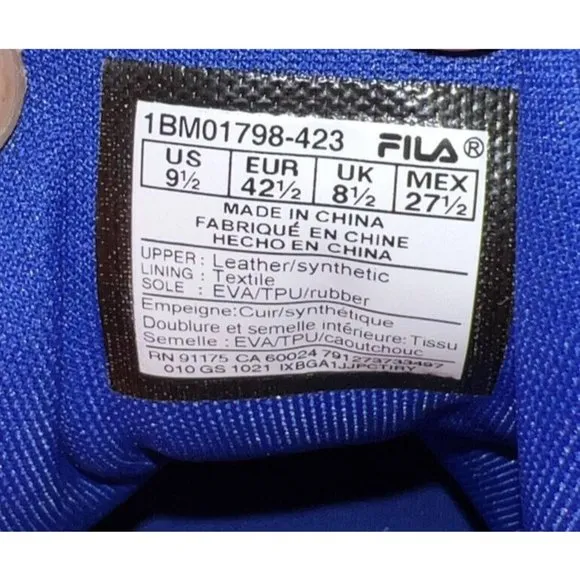 1BM01798-423 FILA®
US EUR UK MEX
9½ 42½ 8½ 27½
MADE IN CHINA
FABRIQUÉ EN CHINE
HECHO EN CHINA
UPPER : Leather/synthetic
LINING : Textile
SOLE : EVA/TPU/rubber
Empeigne:Cuir/synthétique
Doublure et semelle intérieure: Tissu
Semelle : EVA/TPU/caoutchouc
RN 91175 CA 60024 791273733497
010 GS 1021 IXBGA1JJPCTIRY